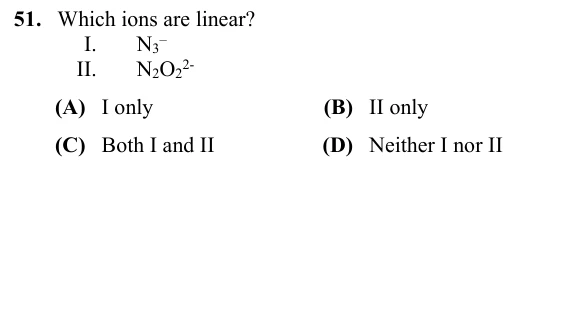 51. Which ions are linear?
I. N₃⁻
II. N₂O₂²⁻
(A) I only (B) II only
(C) Both I and II (D) Neither I nor II